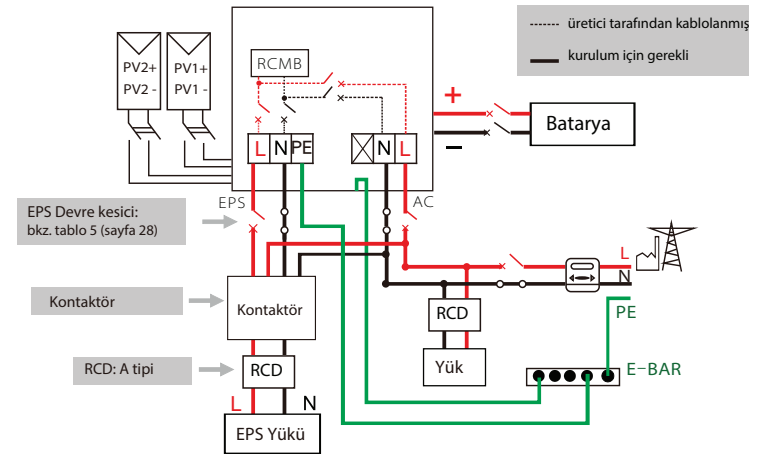 üretici tarafından kablolanmış
kurulum için gerekli
RCMB
PV2+
PV2 -
PV1+
PV1 -
+
−
Batarya
L N PE
N L
EPS
AC
EPS Devre kesici:
bkz. tablo 5 (sayfa 28)
L
N
PE
Kontaktör
Kontaktör
RCD
Yük
E-BAR
RCD: A tipi
RCD
L N
EPS Yükü